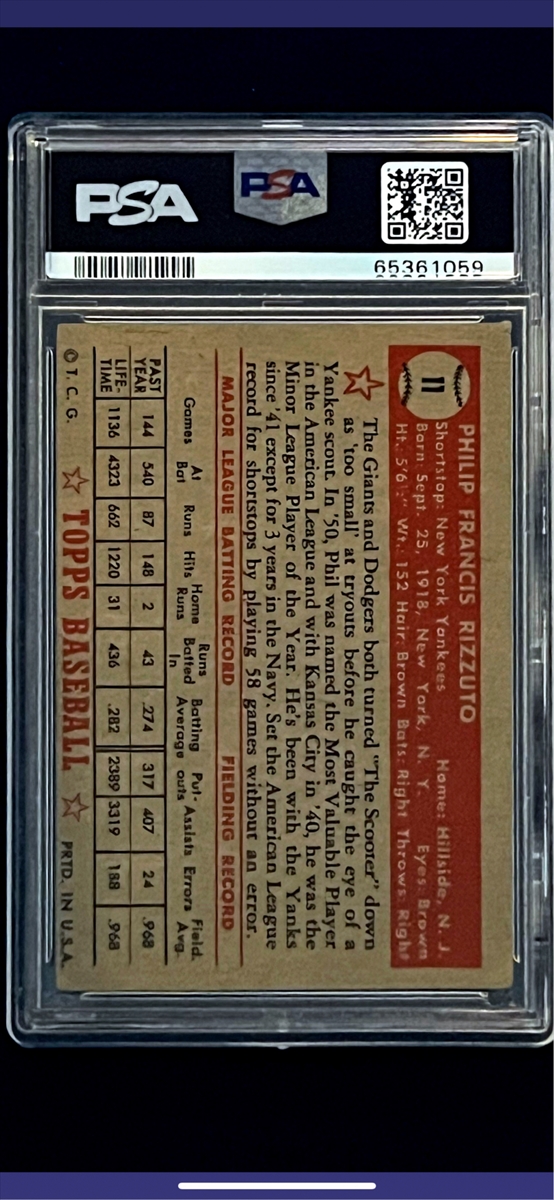 PSA
PSA
65361059
11
PHILIP FRANCIS RIZZUTO
Shortstop: New York Yankees Home: Hillside, N. J.
Born: Sept. 25, 1918, New York, N. Y. Eyes: Brown
Ht. 5'6½" Wt. 152 Hair: Brown Bats: Right Throws: Right
The Giants and Dodgers both turned "The Scooter" down
as 'too small' at tryouts before he caught the eye of a
Yankee scout. In '50, Phil was named the Most Valuable Player
in the American League and with Kansas City in '40, he was the
Minor League Player of the Year. He's been with the Yanks
since '41 except for 3 years in the Navy. Set the American League
record for shortstops by playing 58 games without an error.
MAJOR LEAGUE BATTING RECORD FIELDING RECORD
Games At Bat Runs Hits Home Runs Runs Batted In Batting Average Put-outs Assists Errors Field. Avg.
PAST YEAR 144 540 87 148 2 43 .274 317 407 24 .968
LIFE-TIME 1136 4323 662 1220 31 436 .282 2389 3319 188 .968
© T. C. G. TOPPS BASEBALL PRTD. IN U.S.A.